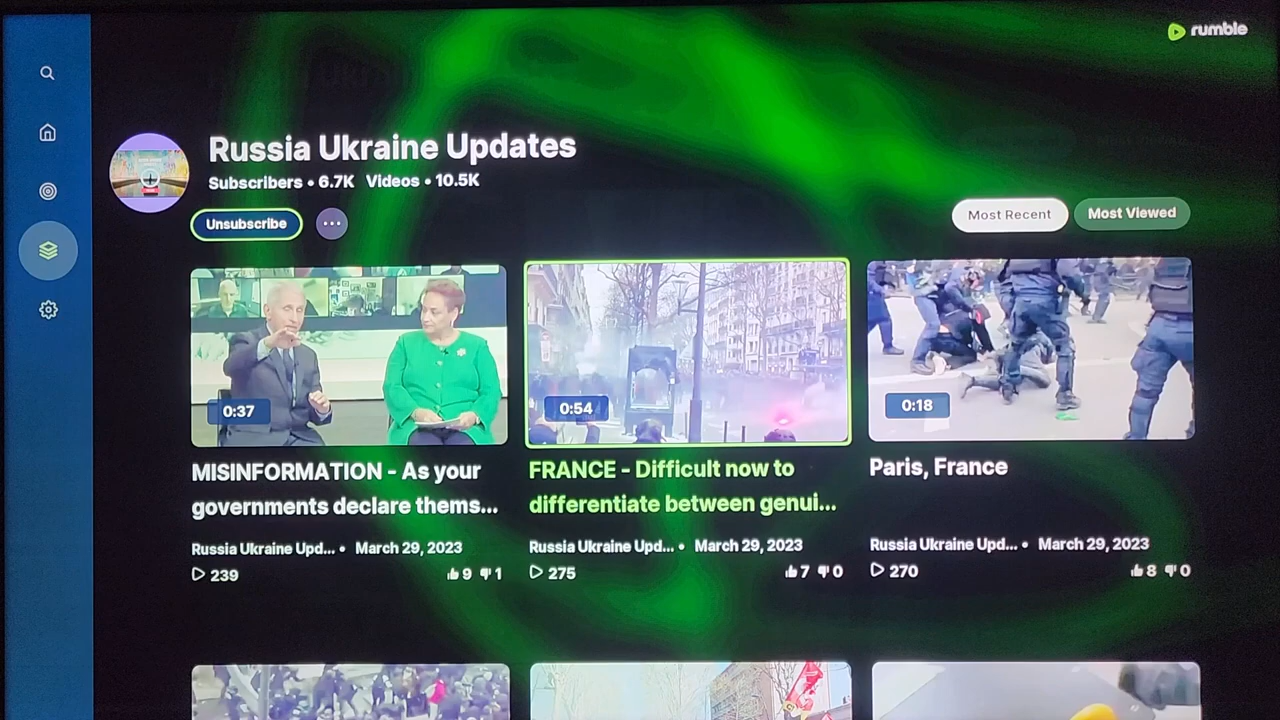 rumble
Russia Ukraine Updates
Subscribers • 6.7K Videos • 10.5K
Unsubscribe
Most Recent
Most Viewed
0:37
0:54
0:18
MISINFORMATION - As your
governments declare thems...
FRANCE - Difficult now to
differentiate between genui...
Paris, France
Russia Ukraine Upd... • March 29, 2023
Russia Ukraine Upd... • March 29, 2023
Russia Ukraine Upd... • March 29, 2023
239
9
1
275
7
0
270
8
0